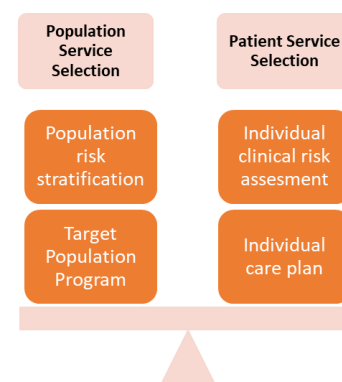 Population
Service
Selection
Patient Service
Selection
Population
risk
stratification
Individual
clinical risk
assesment
Target
Population
Program
Individual
care plan